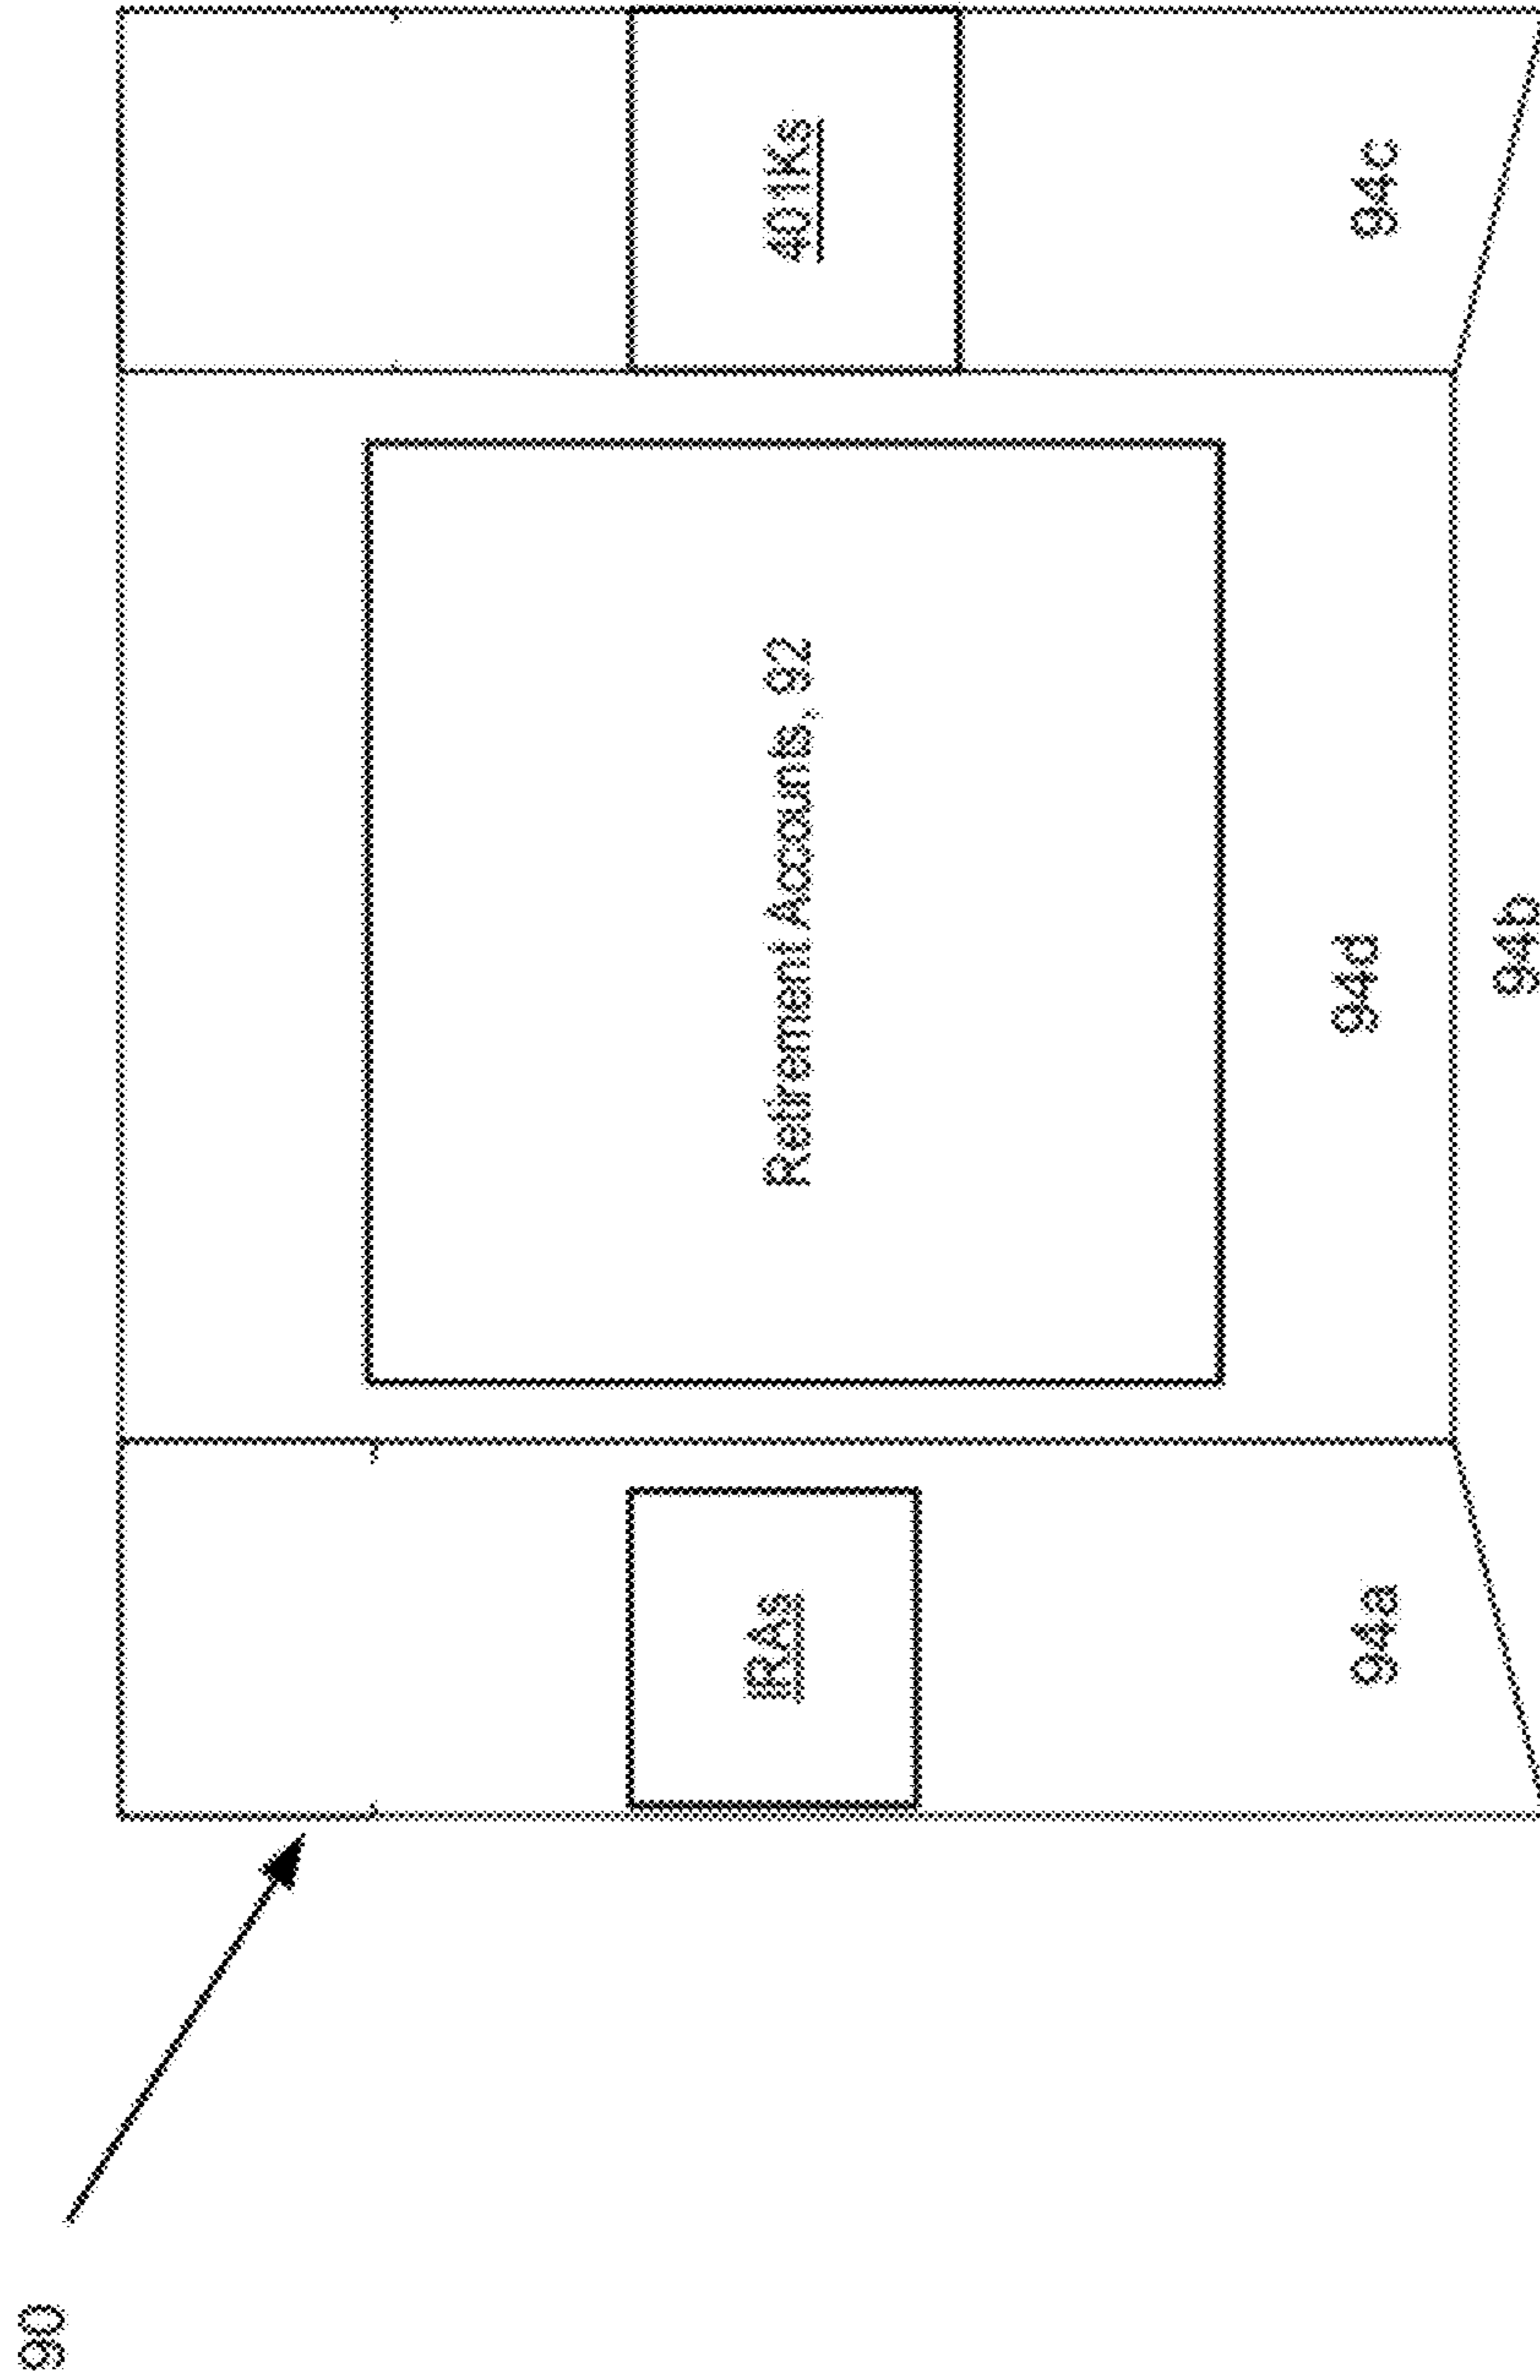 90
IRAs
Retirement Accounts, 92
401Ks
94a
94d
94c
94b